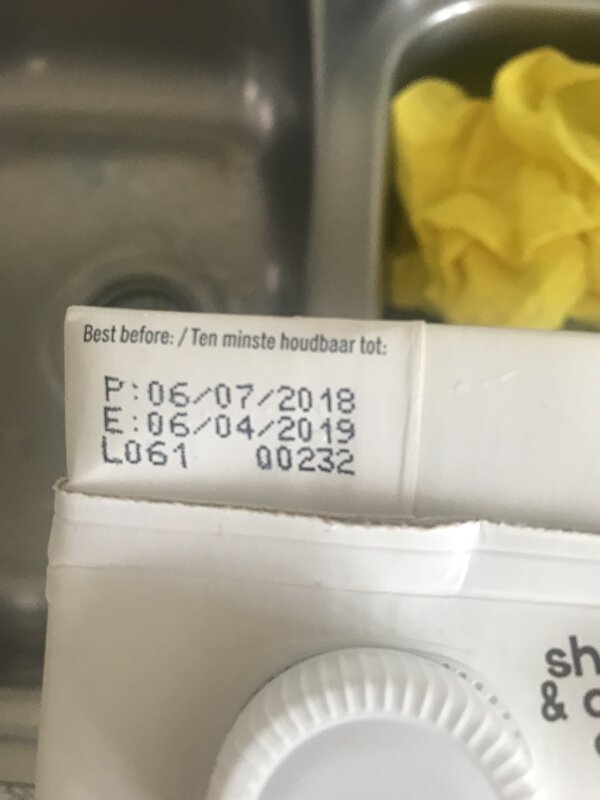 Best before: / Ten minste houdbaar tot:
P:06/07/2018
E:06/04/2019
L061 00232
sh
&